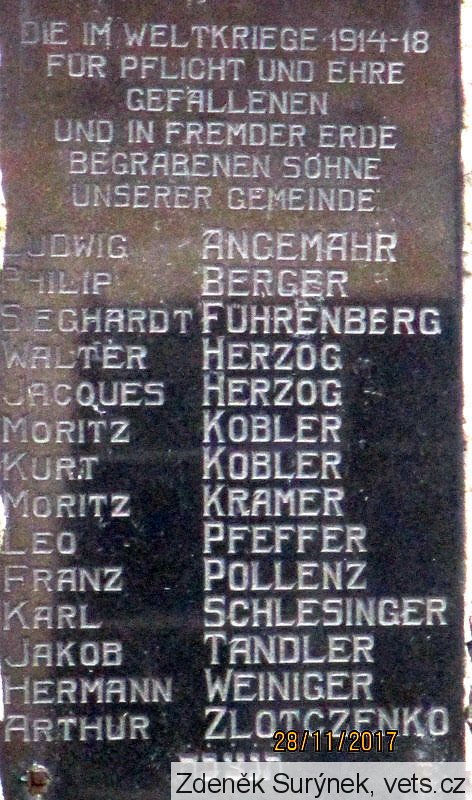 DIE IM WELTKRIEGE 1914-18
FÜR PFLICHT UND EHRE
GEFALLENEN
UND IN FREMDER ERDE
BEGRABENEN SÖHNE
UNSERER GEMEINDE:
LUDWIG ANGEMAHR
PHILIP BERGER
SIEGHARDT FÜHRENBERG
WALTER HERZOG
JACQUES HERZOG
MORITZ KOBLER
KURT KOBLER
MORITZ KRAMER
LEO PFEFFER
FRANZ POLLENZ
KARL SCHLESINGER
JAKOB TANDLER
HERMANN WEINIGER
ARTHUR ZLOTCZENKO
28/11/2017
Zdeněk Surýnek, vets.cz